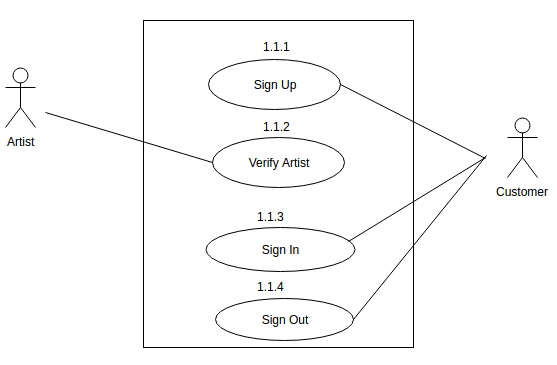 1.1.1
Sign Up
Artist
1.1.2
Verify Artist
Customer
1.1.3
Sign In
1.1.4
Sign Out